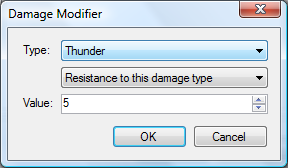 Damage Modifier
Type: Thunder
Resistance to this damage type
Value: 5
OK Cancel